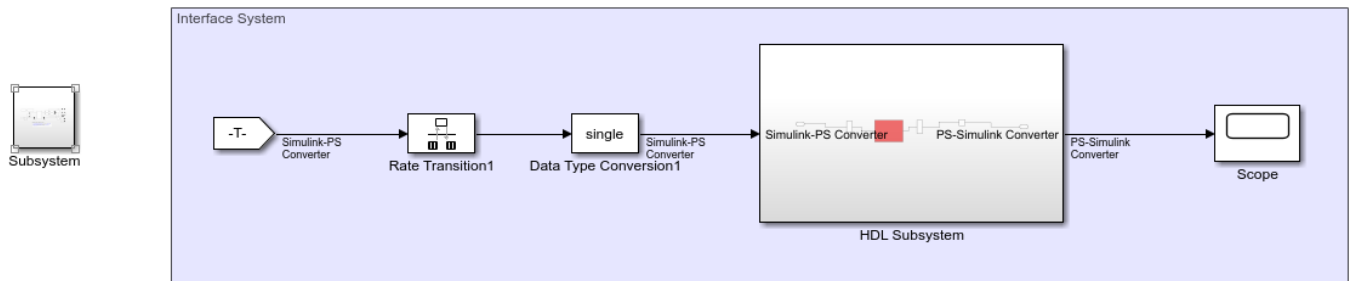 Interface System
Subsystem
-T-
Simulink-PS
Converter
Rate Transition1
single
Data Type Conversion1
Simulink-PS
Converter
Simulink-PS Converter
PS-Simulink Converter
HDL Subsystem
PS-Simulink
Converter
Scope